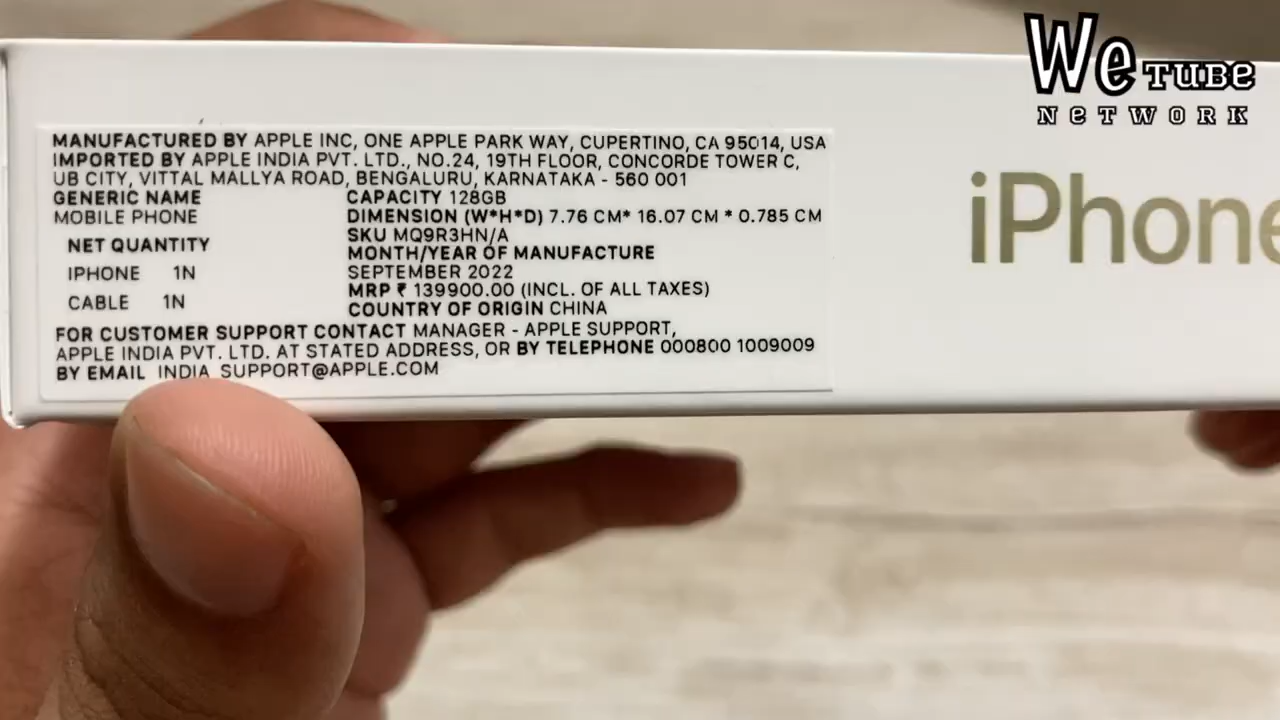 We TUBE
NETWORK
MANUFACTURED BY APPLE INC, ONE APPLE PARK WAY, CUPERTINO, CA 95014, USA
IMPORTED BY APPLE INDIA PVT. LTD., NO.24, 19TH FLOOR, CONCORDE TOWER C,
UB CITY, VITTAL MALLYA ROAD, BENGALURU, KARNATAKA - 560 001
GENERIC NAME
MOBILE PHONE
NET QUANTITY
IPHONE 1N
CABLE 1N
CAPACITY 128GB
DIMENSION (W*H*D) 7.76 CM* 16.07 CM * 0.785 CM
SKU MQ9R3HN/A
MONTH/YEAR OF MANUFACTURE
SEPTEMBER 2022
MRP ₹ 139900.00 (INCL. OF ALL TAXES)
COUNTRY OF ORIGIN CHINA
FOR CUSTOMER SUPPORT CONTACT MANAGER - APPLE SUPPORT,
APPLE INDIA PVT. LTD. AT STATED ADDRESS, OR BY TELEPHONE 000800 1009009
BY EMAIL INDIA_SUPPORT@APPLE.COM
iPhone